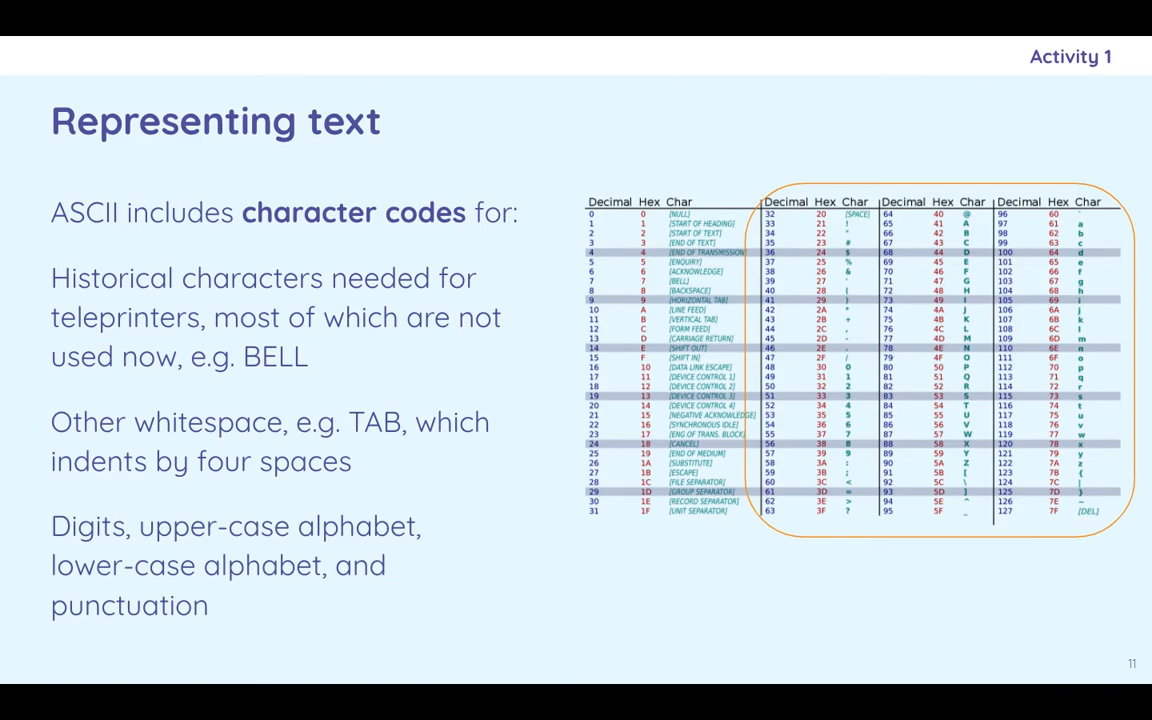 Activity 1
Representing text
ASCII includes character codes for:
Historical characters needed for
teleprinters, most of which are not
used now, e.g. BELL
Other whitespace, e.g. TAB, which
indents by four spaces
Digits, upper-case alphabet,
lower-case alphabet, and
punctuation
Decimal Hex Char Decimal Hex Char Decimal Hex Char Decimal Hex Char
0 0 [NULL] 32 20 [SPACE] 64 40 @ 96 60 `
1 1 [START OF HEADING] 33 21 ! 65 41 A 97 61 a
2 2 [START OF TEXT] 34 22 " 66 42 B 98 62 b
3 3 [END OF TEXT] 35 23 # 67 43 C 99 63 c
4 4 [END OF TRANSMISSION 36 24 $ 68 44 D 100 64 d
5 5 [ENQUIRY] 37 25 % 69 45 E 101 65 e
6 6 [ACKNOWLEDGE] 38 26 & 70 46 F 102 66 f
7 7 [BELL] 39 27 ' 71 47 G 103 67 g
8 8 [BACKSPACE] 40 28 ( 72 48 H 104 68 h
9 9 [HORIZONTAL TAB] 41 29 ) 73 49 I 105 69 i
10 A [LINE FEED] 42 2A * 74 4A J 106 6A j
11 B [VERTICAL TAB] 43 2B + 75 4B K 107 6B k
12 C [FORM FEED] 44 2C , 76 4C L 108 6C l
13 D [CARRIAGE RETURN] 45 2D - 77 4D M 109 6D m
14 E [SHIFT OUT] 46 2E . 78 4E N 110 6E n
15 F [SHIFT IN] 47 2F / 79 4F O 111 6F o
16 10 [DATA LINK ESCAPE] 48 30 0 80 50 P 112 70 p
17 11 [DEVICE CONTROL 1] 49 31 1 81 51 Q 113 71 q
18 12 [DEVICE CONTROL 2] 50 32 2 82 52 R 114 72 r
19 13 [DEVICE CONTROL 3] 51 33 3 83 53 S 115 73 s
20 14 [DEVICE CONTROL 4] 52 34 4 84 54 T 116 74 t
21 15 [NEGATIVE ACKNOWLEDGE] 53 35 5 85 55 U 117 75 u
22 16 [SYNCHRONOUS IDLE] 54 36 6 86 56 V 118 76 v
23 17 [ENG OF TRANS. BLOCK] 55 37 7 87 57 W 119 77 w
24 18 [CANCEL] 56 38 8 88 58 X 120 78 x
25 19 [END OF MEDIUM] 57 39 9 89 59 Y 121 79 y
26 1A [SUBSTITUTE] 58 3A : 90 5A Z 122 7A z
27 1B [ESCAPE] 59 3B ; 91 5B [ 123 7B {
28 1C [FILE SEPARATOR] 60 3C < 92 5C \ 124 7C |
29 1D [GROUP SEPARATOR] 61 3D = 93 5D ] 125 7D }
30 1E [RECORD SEPARATOR] 62 3E > 94 5E ^ 126 7E ~
31 1F [UNIT SEPARATOR] 63 3F ? 95 5F _ 127 7F [DEL]
11